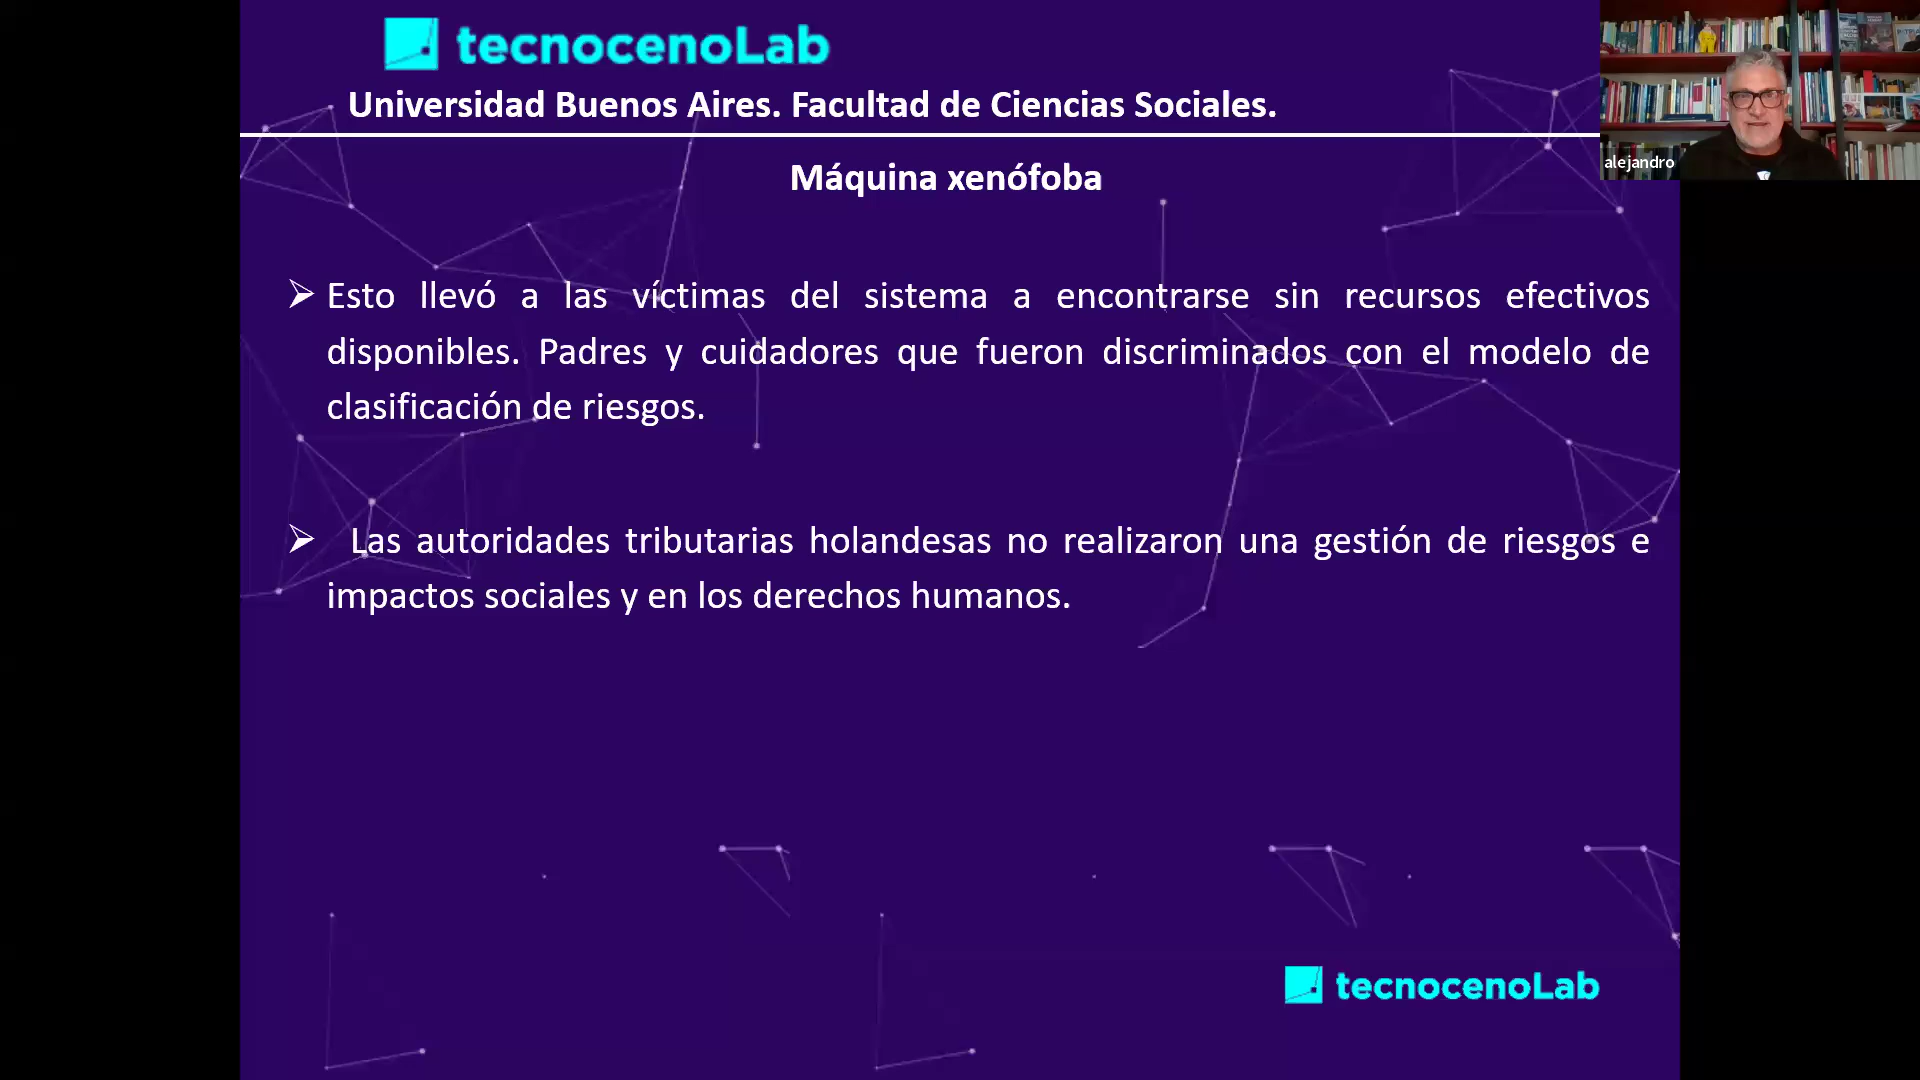 tecnocenoLab
Universidad Buenos Aires. Facultad de Ciencias Sociales.
alejandro
Máquina xenófoba
➢ Esto llevó a las víctimas del sistema a encontrarse sin recursos efectivos
disponibles. Padres y cuidadores que fueron discriminados con el modelo de
clasificación de riesgos.
➢ Las autoridades tributarias holandesas no realizaron una gestión de riesgos e
impactos sociales y en los derechos humanos.
tecnocenoLab